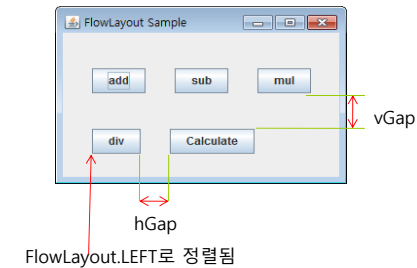 FlowLayout Sample
add
sub
mul
vGap
div
Calculate
hGap
FlowLayout.LEFT로 정렬됨